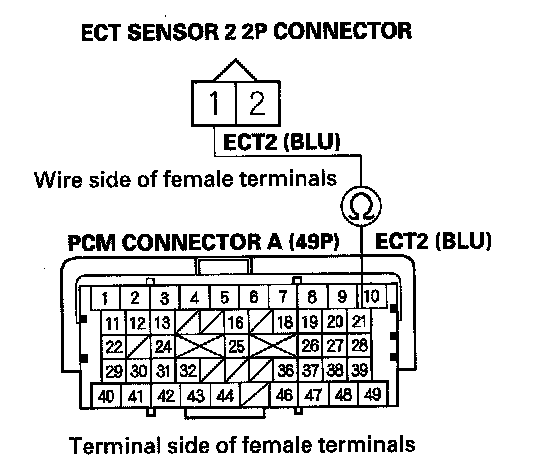 ECT SENSOR 2 2P CONNECTOR
1 2
ECT2 (BLU)
Wire side of female terminals
Ω
PCM CONNECTOR A (49P) ECT2 (BLU)
1 2 3 4 5 6 7 8 9 10
11 12 13 16 18 19 20 21
22 24 25 26 27 28
29 30 31 32 36 37 38 39
40 41 42 43 44 46 47 48 49
Terminal side of female terminals